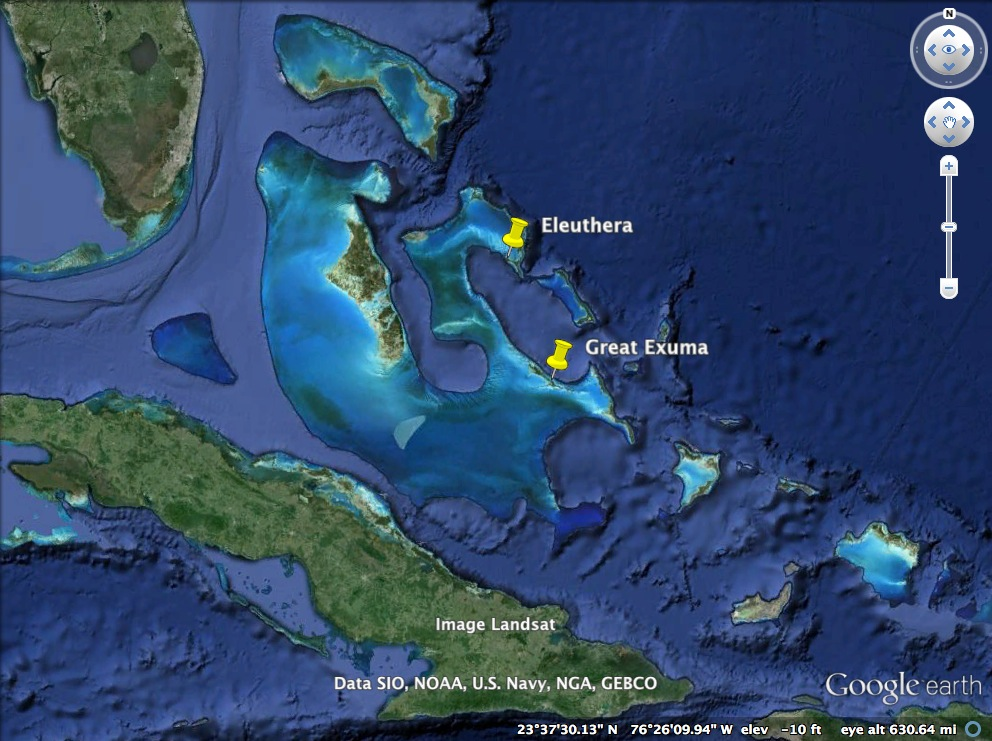 N
Eleuthera
Great Exuma
Image Landsat
Data SIO, NOAA, U.S. Navy, NGA, GEBCO
Google earth
23°37'30.13" N 76°26'09.94" W elev -10 ft eye alt 630.64 mi